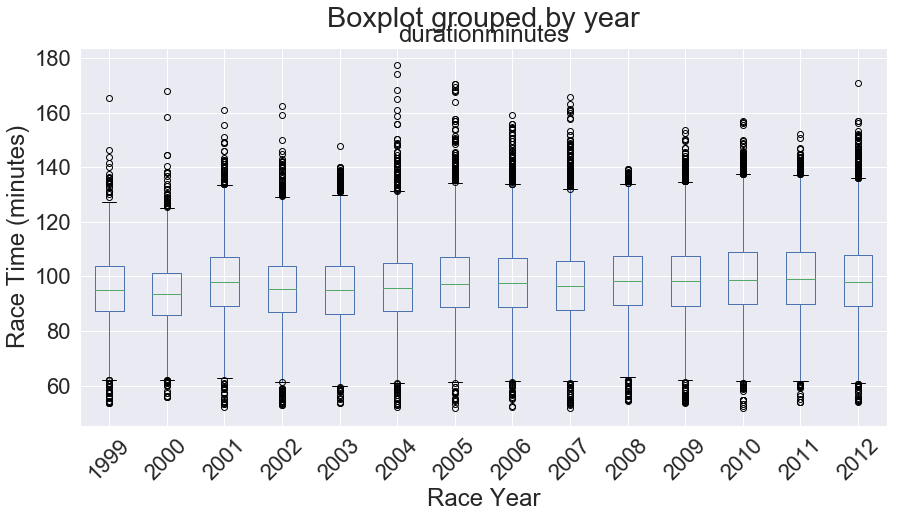 Boxplot grouped by year
durationminutes
Race Time (minutes)
180
160
140
120
100
80
60
1999 2000 2001 2002 2003 2004 2005 2006 2007 2008 2009 2010 2011 2012
Race Year